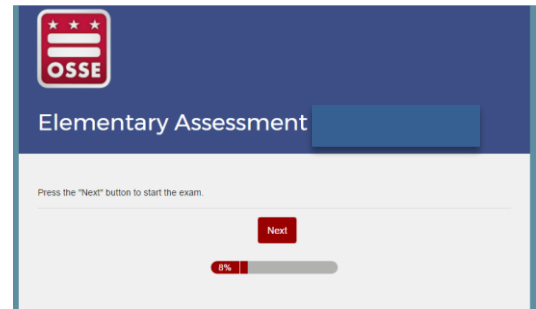 OSSE
Elementary Assessment
Press the "Next" button to start the exam.
Next
8%